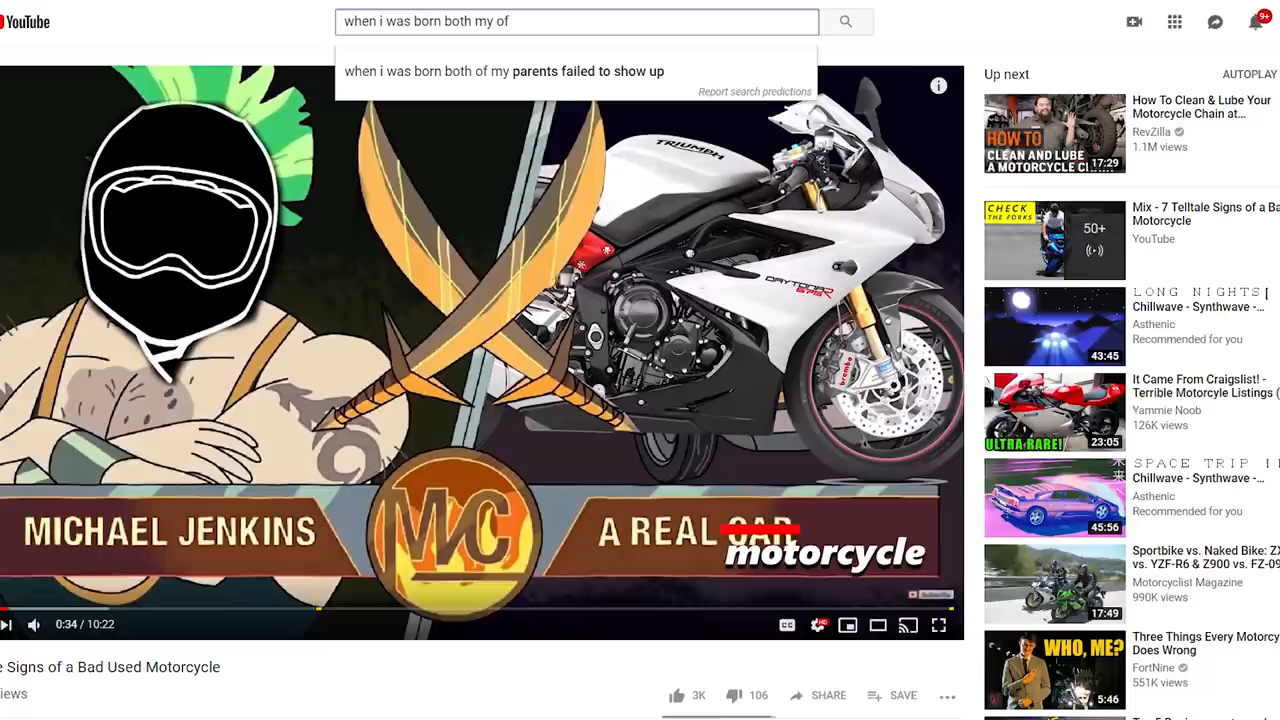 YouTube
when i was born both my of
9+
when i was born both of my parents failed to show up
Report search predictions
TRIUMPH
DAYTONA
675R
brembo
MICHAEL JENKINS
A REAL CAR
motorcycle
0:34 / 10:22
CC
HD
Signs of a Bad Used Motorcycle
iews
3K
106
SHARE
SAVE
Up next
AUTOPLAY
HOW TO
CLEAN AND LUBE
A MOTORCYCLE
17:29
How To Clean & Lube Your
Motorcycle Chain at...
RevZilla
1.1M views
CHECK
THE FORKS
50+
Mix - 7 Telltale Signs of a Ba
Motorcycle
YouTube
43:45
LONG NIGHTS [
Chillwave - Synthwave -...
Asthenic
Recommended for you
ULTRA RARE!
23:05
It Came From Craigslist! -
Terrible Motorcyle Listings (
Yammie Noob
126K views
45:56
SPACE TRIP
Chillwave - Synthwave -...
Asthenic
Recommended for you
17:49
Sportbike vs. Naked Bike: ZX
vs. YZF-R6 & Z900 vs. FZ-09
Motorcyclist Magazine
990K views
WHO, ME?
5:46
Three Things Every Motorcy
Does Wrong
FortNine
551K views